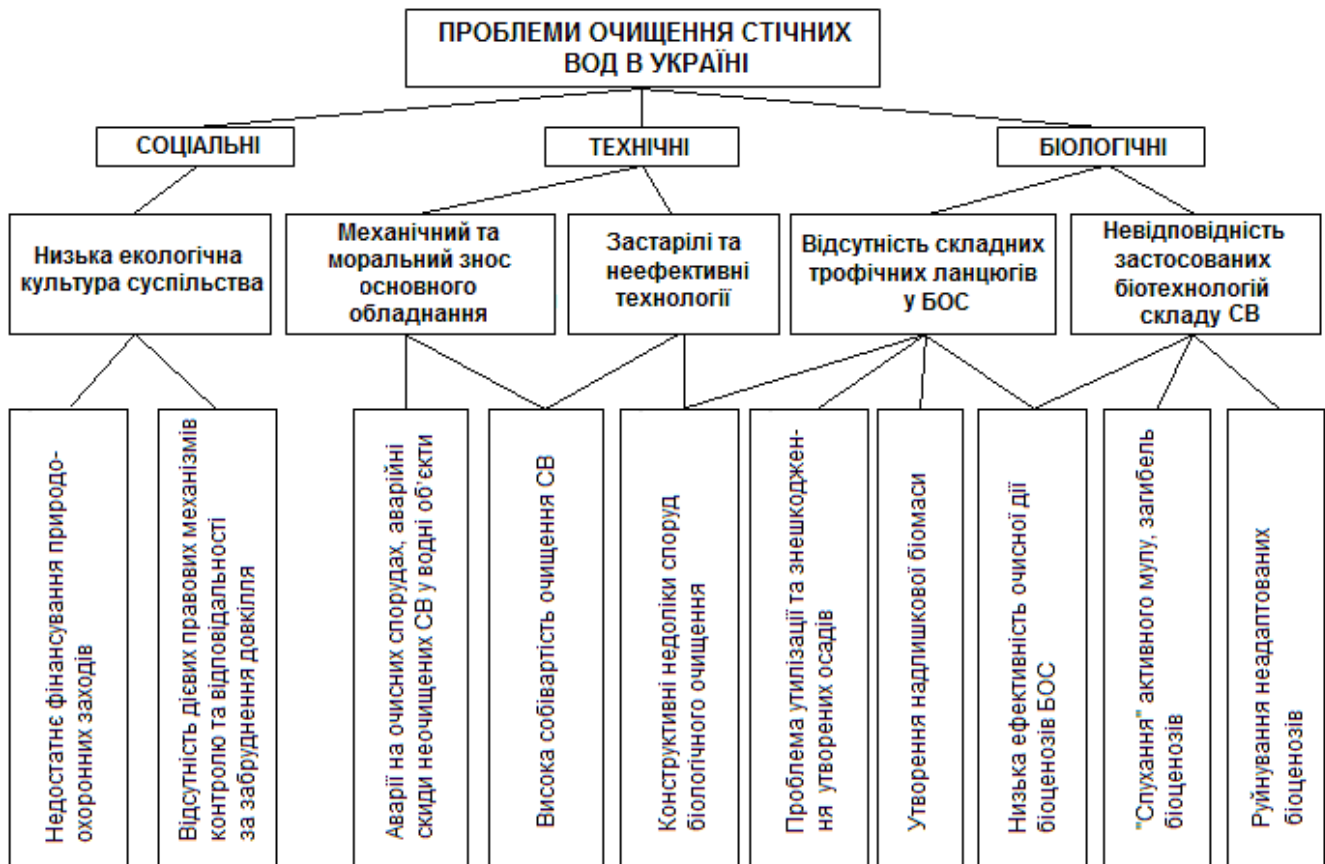 ПРОБЛЕМИ ОЧИЩЕННЯ СТІЧНИХ
ВОД В УКРАЇНІ
СОЦІАЛЬНІ
ТЕХНІЧНІ
БІОЛОГІЧНІ
Низька екологічна
культура суспільства
Механічний та
моральний знос
основного
обладнання
Застарілі та
неефективні
технології
Відсутність складних
трофічних ланцюгів
у БОС
Невідповідність
застосованих
біотехнологій
складу СВ
Недостатнє фінансування природо-
охоронних заходів
Відсутність дієвих правових механізмів
контролю та відповідальності
за забруднення довкілля
Аварії на очисних спорудах, аварійні
скиди неочищених СВ у водні об'єкти
Висока собівартість очищення СВ
Конструктивні недоліки споруд
біологічного очищення
Проблема утилізації та знешкоджен-
ня утворених осадів
Утворення надлишкової біомаси
Низька ефективність очисної дії
біоценозів БОС
"Спухання" активного мулу, загибель
біоценозів
Руйнування неадаптованих
біоценозів